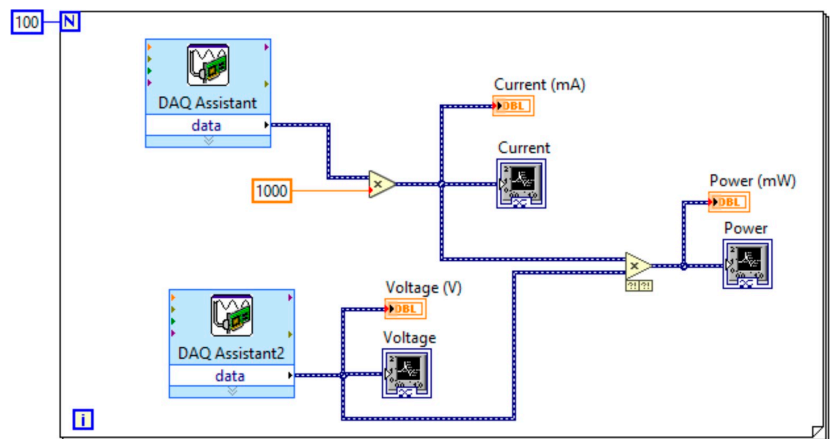 100
N
Current (mA)
DBL
DAQ Assistant
data
Current
1000
Power (mW)
DBL
Power
Voltage (V)
DBL
Voltage
DAQ Assistant2
data
i